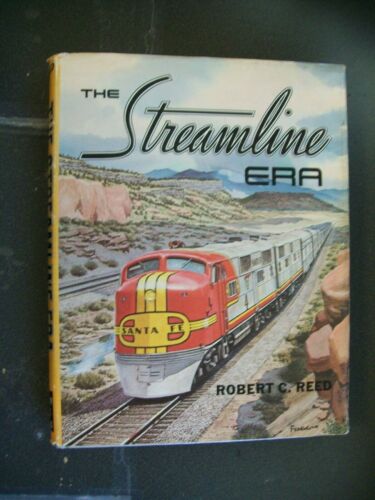 THE
Streamline
ERA
SANTA FE
ROBERT C. REED
THE STREAMLINE ERA